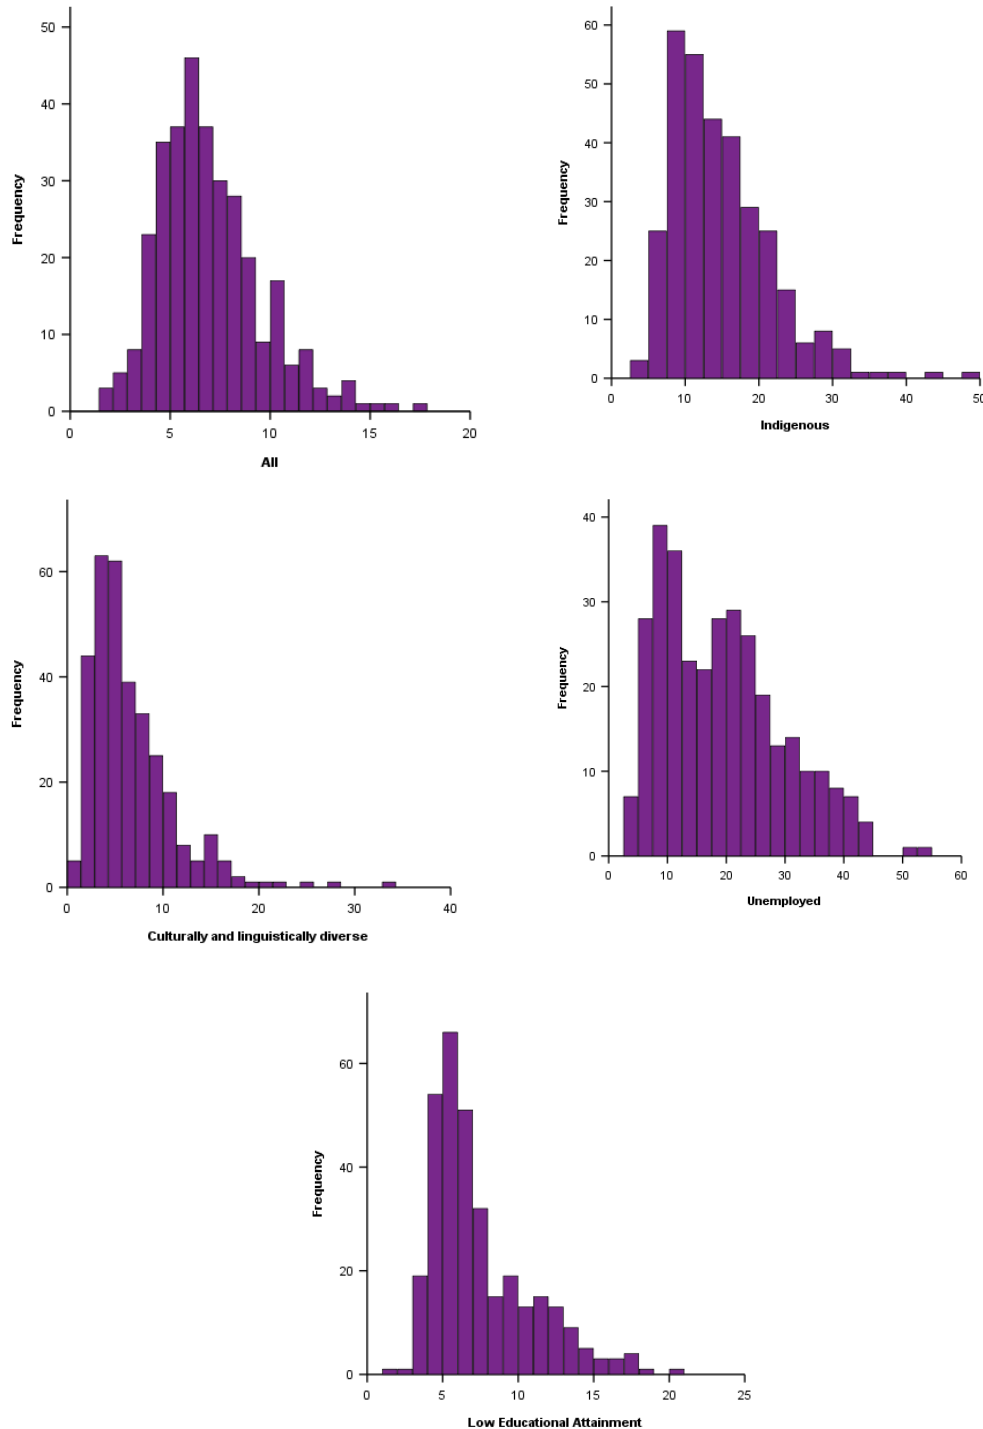 50
40
30
20
10
0
Frequency
0 5 10 15 20
All
60
50
40
30
20
10
0
Frequency
0 10 20 30 40 50
Indigenous
60
40
20
0
Frequency
0 10 20 30 40
Culturally and linguistically diverse
40
30
20
10
0
Frequency
0 10 20 30 40 50 60
Unemployed
60
40
20
0
Frequency
0 5 10 15 20 25
Low Educational Attainment